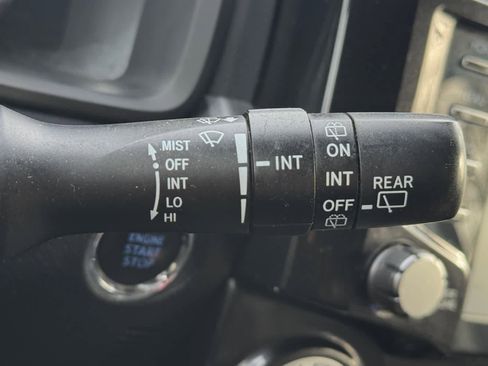 MIST
OFF
INT
LO
HI
INT
ON
INT
OFF
REAR
ENGINE
START
STOP